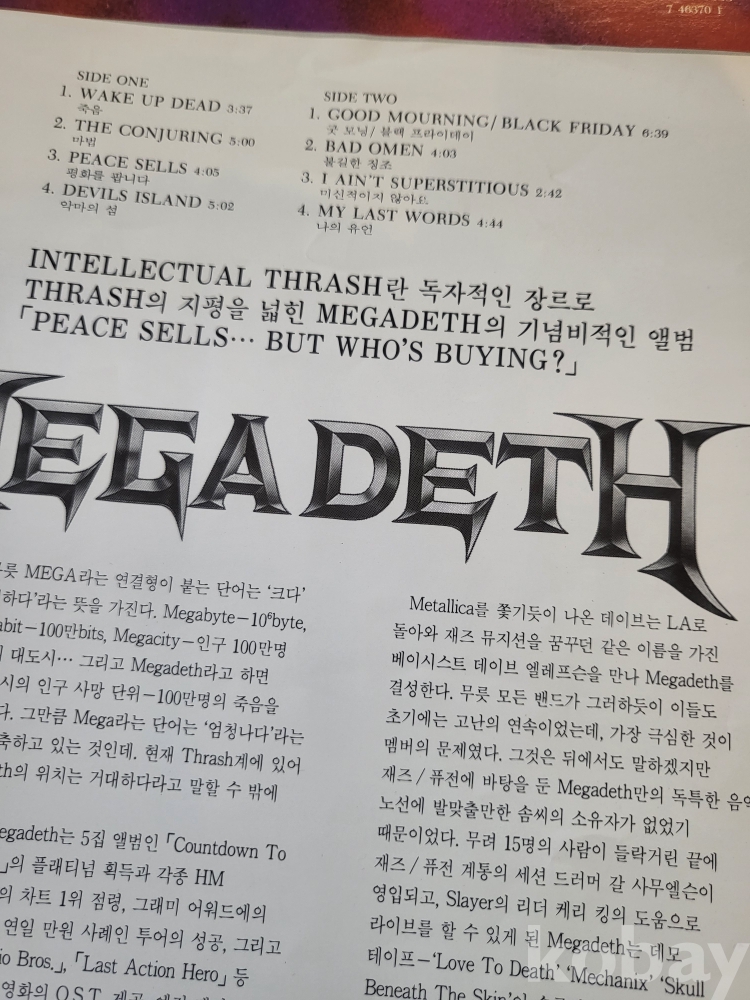 7 46370 1
SIDE ONE
1. WAKE UP DEAD 3:37
죽음
2. THE CONJURING 5:00
마법
3. PEACE SELLS 4:05
평화를 팝니다
4. DEVILS ISLAND 5:02
악마의 섬
SIDE TWO
1. GOOD MOURNING/BLACK FRIDAY 6:39
굿 모닝/블랙 프라이데이
2. BAD OMEN 4:03
불길한 징조
3. I AIN'T SUPERSTITIOUS 2:42
미신적이지 않아요
4. MY LAST WORDS 4:44
나의 유언
INTELLECTUAL THRASH란 독자적인 장르로
THRASH의 지평을 넓힌 MEGADETH의 기념비적인 앨범
「PEACE SELLS… BUT WHO'S BUYING?」
MEGADETH
릇 MEGA라는 연결형이 붙는 단어는 '크다'
하다'라는 뜻을 가진다. Megabyte-10⁶byte,
abit-100만bits, Megacity-인구 100만명
대도시… 그리고 Megadeth라고 하면
시의 인구 사망 단위-100만명의 죽음을
다. 그만큼 Mega라는 단어는 '엄청나다'라는
축하고 있는 것인데. 현재 Thrash계에 있어
th의 위치는 거대하다라고 말할 수 밖에
egadeth는 5집 앨범인 「Countdown To
」의 플래티넘 획득과 각종 HM
의 차트 1위 점령, 그래미 어워드에의
연일 만원 사례인 투어의 성공, 그리고
io Bros.」, 「Last Action Hero」 등
영화의 O.S.T
Metallica를 쫓기듯이 나온 데이브는 LA로
돌아와 재즈 뮤지션을 꿈꾸던 같은 이름을 가진
베이시스트 데이브 엘레프슨을 만나 Megadeth를
결성한다. 무릇 모든 밴드가 그러하듯이 이들도
초기에는 고난의 연속이었는데, 가장 극심한 것이
멤버의 문제였다. 그것은 뒤에서도 말하겠지만
재즈/퓨전에 바탕을 둔 Megadeth만의 독특한 음악
노선에 발맞출만한 솜씨의 소유자가 없었기
때문이었다. 무려 15명의 사람이 들락거린 끝에
재즈/퓨전 계통의 세션 드러머 갈 사무엘슨이
영입되고, Slayer의 리더 케리 킹의 도움으로
라이브를 할 수 있게 된 Megadeth는 데모
테이프-'Love To Death' 'Mechanix' 'Skull
Beneath The Skin'
kobay